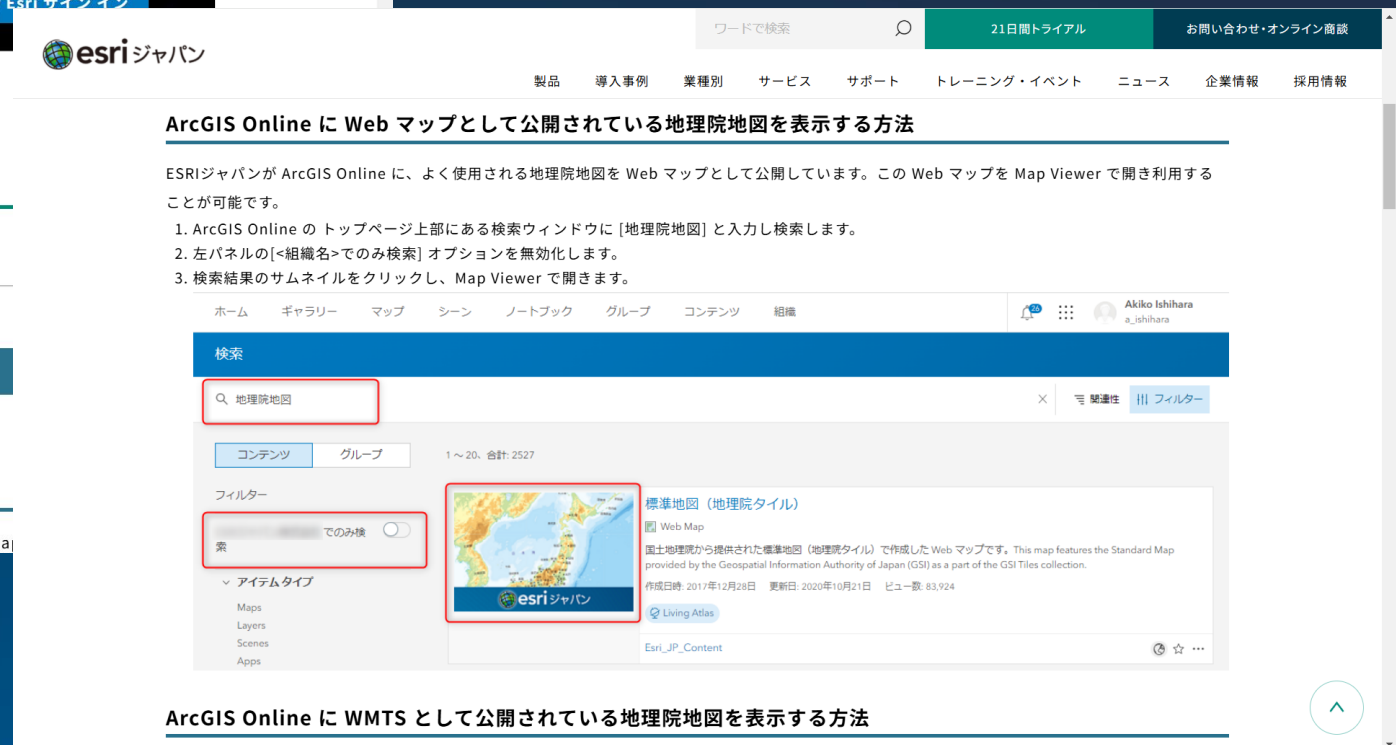 Esri サイン イン
esriジャパン
ワードで検索
21日間トライアル
お問い合わせ・オンライン商談
製品 導入事例 業種別 サービス サポート トレーニング・イベント ニュース 企業情報 採用情報
ArcGIS Online に Web マップとして公開されている地理院地図を表示する方法
ESRIジャパンが ArcGIS Online に、よく使用される地理院地図を Web マップとして公開しています。この Web マップを Map Viewer で開き利用する
ことが可能です。
1. ArcGIS Online の トップページ上部にある検索ウィンドウに [地理院地図] と入力し検索します。
2. 左パネルの[<組織名>でのみ検索] オプションを無効化します。
3. 検索結果のサムネイルをクリックし、Map Viewer で開きます。
ホーム ギャラリー マップ シーン ノートブック グループ コンテンツ 組織
26
Akiko Ishihara
a_ishihara
検索
地理院地図
関連性 フィルター
コンテンツ グループ
1 ～ 20、合計: 2527
フィルター
でのみ検
索
アイテム タイプ
Maps
Layers
Scenes
Apps
esriジャパン
標準地図（地理院タイル）
Web Map
国土地理院から提供された標準地図（地理院タイル）で作成した Web マップです。This map features the Standard Map
provided by the Geospatial Information Authority of Japan (GSI) as a part of the GSI Tiles collection.
作成日時: 2017年12月28日 更新日: 2020年10月21日 ビュー数: 83,924
Living Atlas
Esri_JP_Content
ArcGIS Online に WMTS として公開されている地理院地図を表示する方法